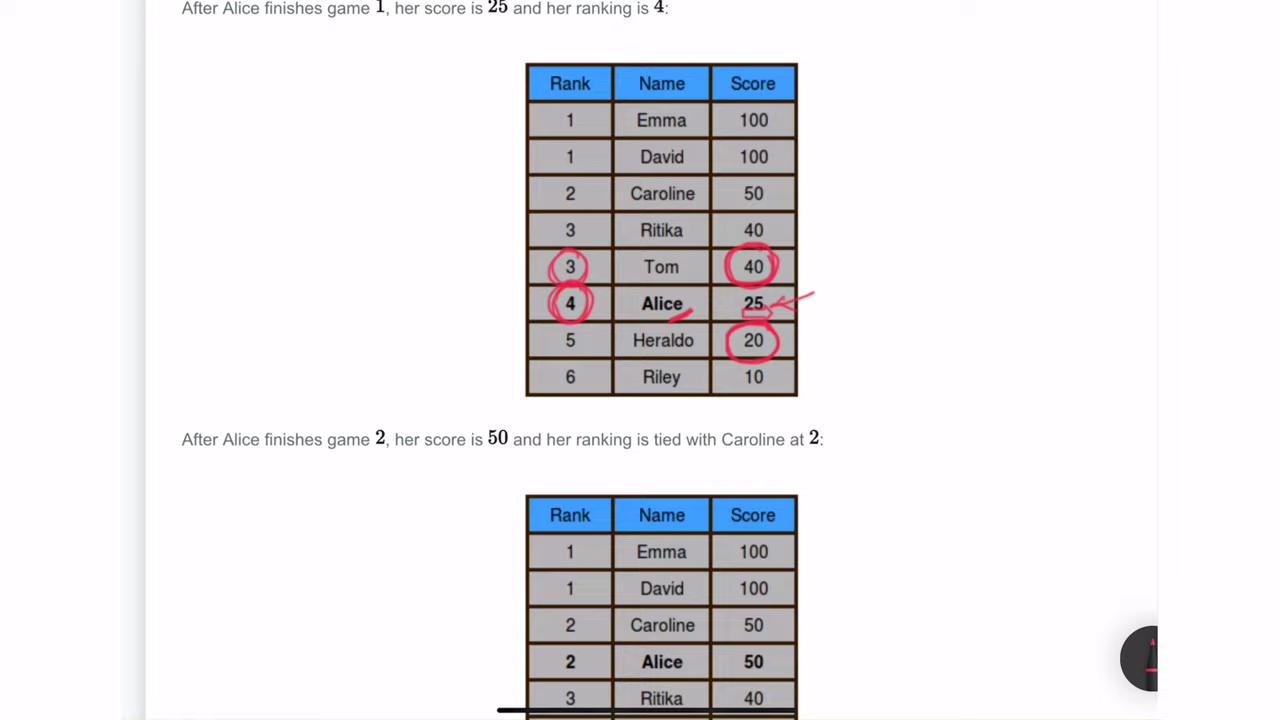 After Alice finishes game 1, her score is 25 and her ranking is 4:
Rank Name Score
1 Emma 100
1 David 100
2 Caroline 50
3 Ritika 40
3 Tom 40
4 Alice 25
5 Heraldo 20
6 Riley 10
After Alice finishes game 2, her score is 50 and her ranking is tied with Caroline at 2:
Rank Name Score
1 Emma 100
1 David 100
2 Caroline 50
2 Alice 50
3 Ritika 40